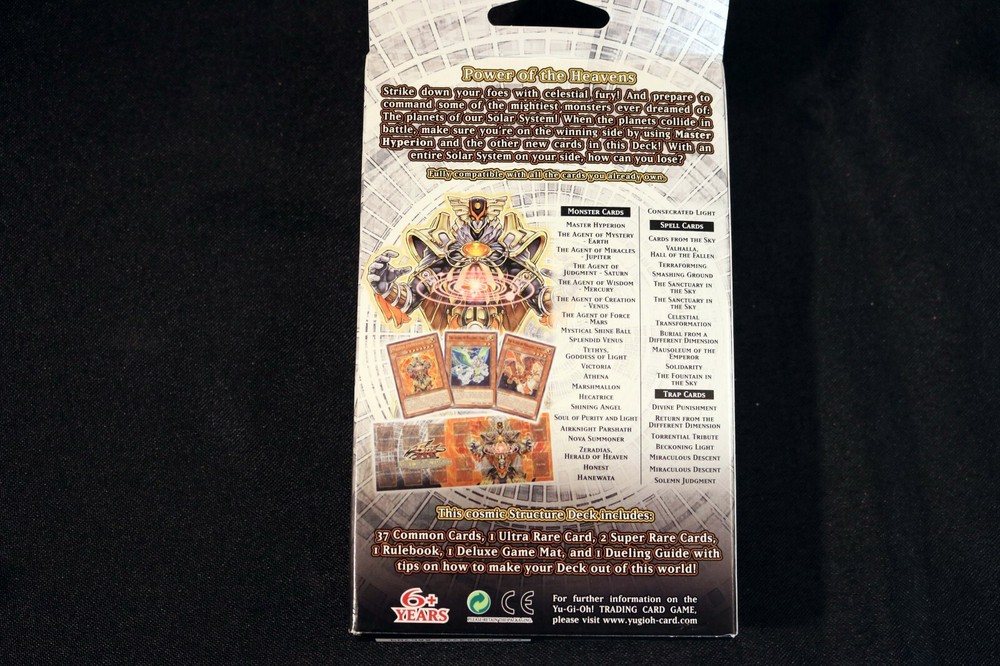 Power of the Heavens
Strike down your foes with celestial fury! And prepare to
command some of the mightiest monsters ever dreamed of:
The planets of our Solar System! When the planets collide in
battle, make sure you're on the winning side by using Master
Hyperion and the other new cards in this Deck! With an
entire Solar System on your side, how can you lose?
Fully compatible with all the cards you already own.
MONSTER CARDS
MASTER HYPERION
THE AGENT OF MYSTERY
- EARTH
THE AGENT OF MIRACLES
- JUPITER
THE AGENT OF
JUDGMENT - SATURN
THE AGENT OF WISDOM
- MERCURY
THE AGENT OF CREATION
- VENUS
THE AGENT OF FORCE
- MARS
MYSTICAL SHINE BALL
SPLENDID VENUS
TETHYS,
GODDESS OF LIGHT
VICTORIA
ATHENA
MARSHMALLON
HECATRICE
SHINING ANGEL
SOUL OF PURITY AND LIGHT
AIRKNIGHT PARSHATH
NOVA SUMMONER
ZERADIAS,
HERALD OF HEAVEN
HONEST
HANEWATA
CONSECRATED LIGHT
SPELL CARDS
CARDS FROM THE SKY
VALHALLA,
HALL OF THE FALLEN
TERRAFORMING
SMASHING GROUND
THE SANCTUARY IN
THE SKY
THE SANCTUARY IN
THE SKY
CELESTIAL
TRANSFORMATION
BURIAL FROM A
DIFFERENT DIMENSION
MAUSOLEUM OF THE
EMPEROR
SOLIDARITY
THE FOUNTAIN IN
THE SKY
TRAP CARDS
DIVINE PUNISHMENT
RETURN FROM THE
DIFFERENT DIMENSION
TORRENTIAL TRIBUTE
BECKONING LIGHT
MIRACULOUS DESCENT
MIRACULOUS DESCENT
SOLEMN JUDGMENT
This cosmic Structure Deck includes:
37 Common Cards, 1 Ultra Rare Card, 2 Super Rare Cards,
1 Rulebook, 1 Deluxe Game Mat, and 1 Dueling Guide with
tips on how to make your Deck out of this world!
6+
YEARS
CE
For further information on the
Yu-Gi-Oh! TRADING CARD GAME,
please visit www.yugioh-card.com